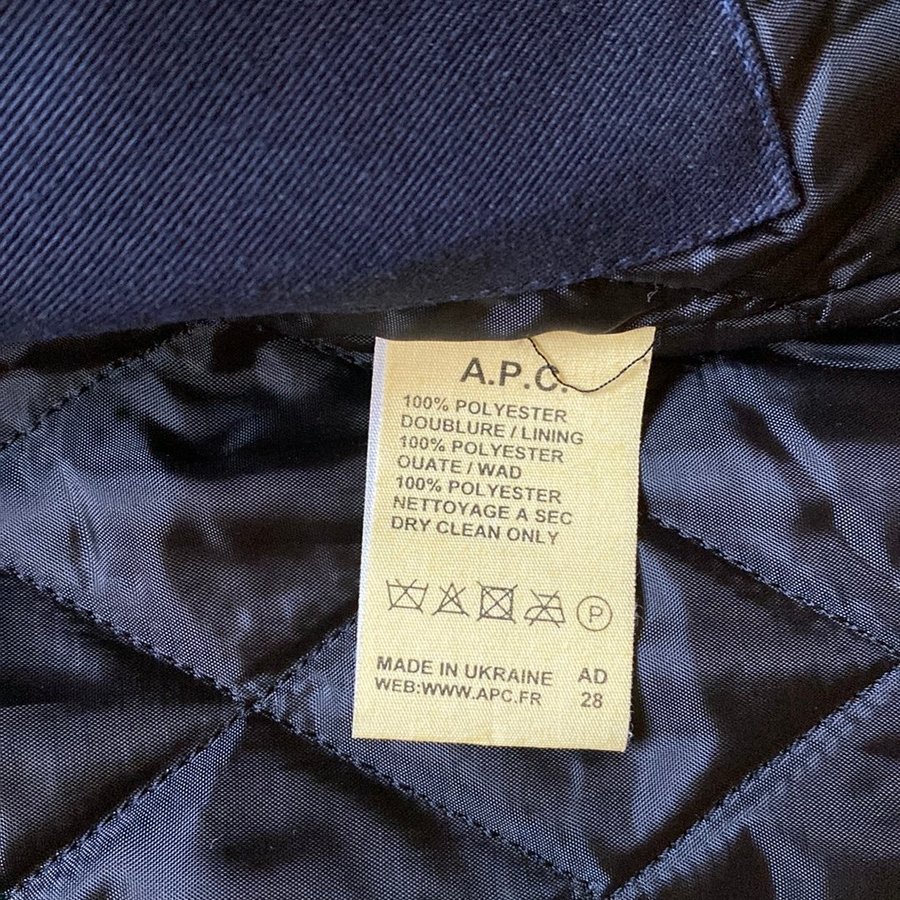 A.P.C.
100% POLYESTER
DOUBLURE / LINING
100% POLYESTER
OUATE / WAD
100% POLYESTER
NETTOYAGE A SEC
DRY CLEAN ONLY
P
MADE IN UKRAINE AD
WEB:WWW.APC.FR 28